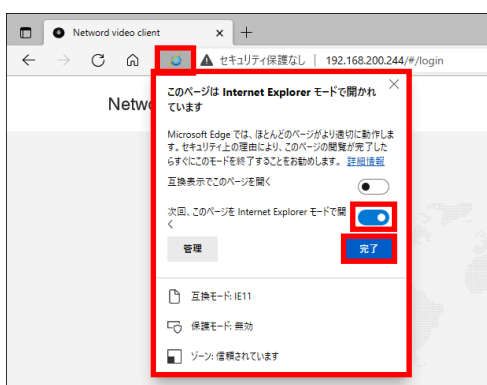 Netword video client
セキュリティ保護なし | 192.168.200.244/#/login
Netwo
このページは Internet Explorer モードで開かれ
ています
Microsoft Edge では、ほとんどのページがより適切に動作しま
す。セキュリティ上の理由により、このページの閲覧が完了した
らすぐにこのモードを終了することをお勧めします。 詳細情報
互換表示でこのページを開く
次回、このページを Internet Explorer モードで開
く
管理
完了
互換モード: IE11
保護モード: 無効
ゾーン: 信頼されています